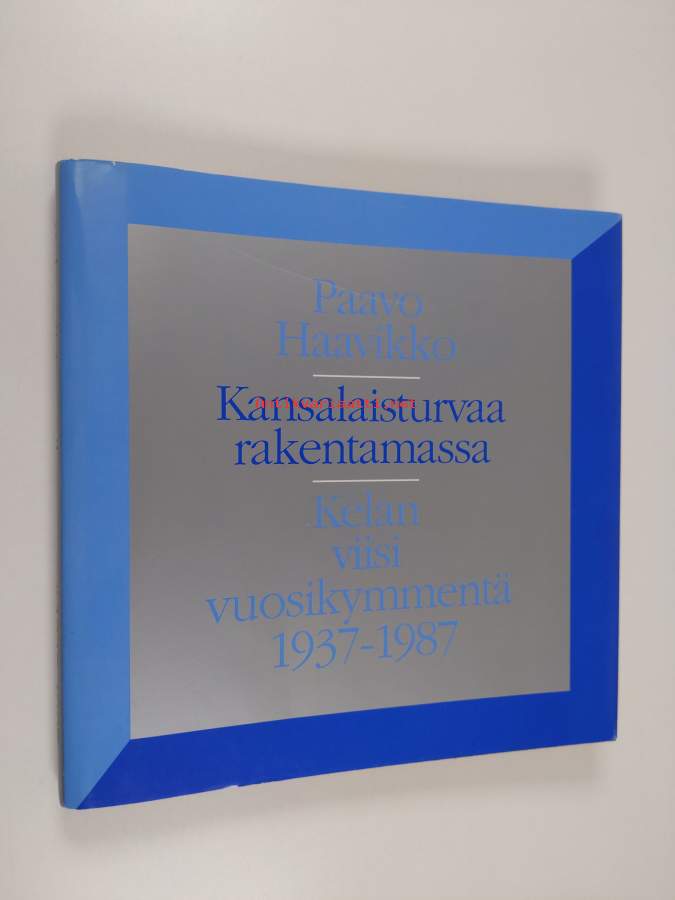 Paavo
Haavikko
Kansalaisturvaa
rakentamassa
Kelan
viisi
vuosikymmentä
1937-1987